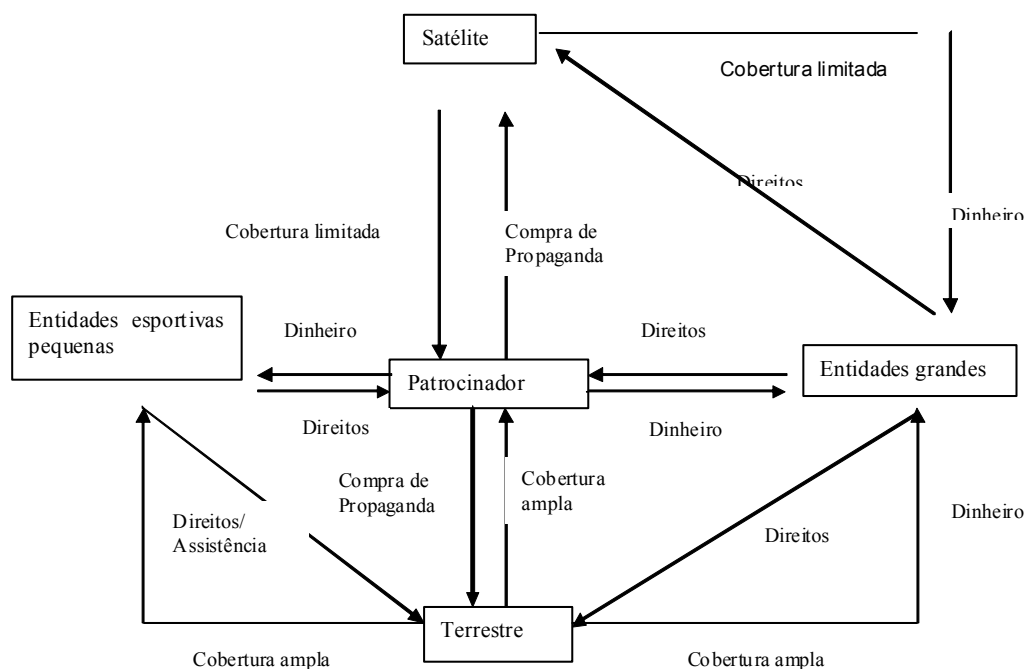 Satélite
Cobertura limitada
Direitos
Dinheiro
Cobertura limitada
Compra de
Propaganda
Entidades esportivas
pequenas
Dinheiro
Direitos
Entidades grandes
Patrocinador
Direitos
Dinheiro
Compra de
Propaganda
Cobertura
ampla
Direitos/
Assistência
Direitos
Dinheiro
Terrestre
Cobertura ampla
Cobertura ampla